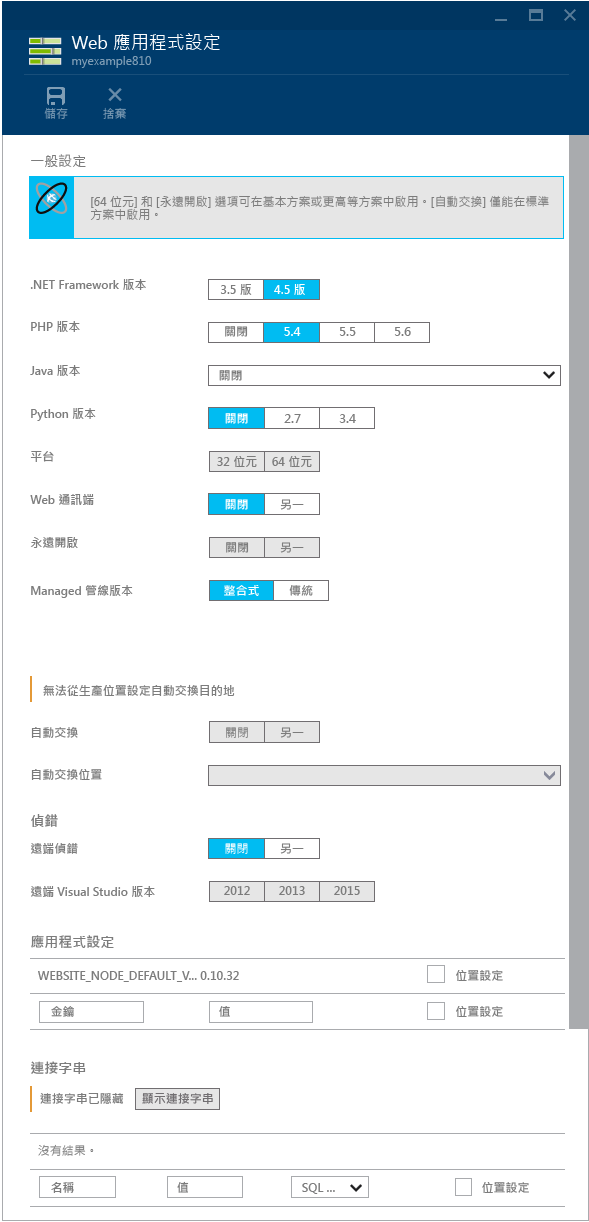 Web 應用程式設定
myexample810
儲存 捨棄
一般設定
[64 位元] 和 [永遠開啟] 選項可在基本方案或更高等方案中啟用。[自動交換] 僅能在標準
方案中啟用。
.NET Framework 版本 3.5 版 4.5 版
PHP 版本 關閉 5.4 5.5 5.6
Java 版本 關閉
Python 版本 關閉 2.7 3.4
平台 32 位元 64 位元
Web 通訊端 關閉 另一
永遠開啟 關閉 另一
Managed 管線版本 整合式 傳統
無法從生產位置設定自動交換目的地
自動交換 關閉 另一
自動交換位置
偵錯
遠端偵錯 關閉 另一
遠端 Visual Studio 版本 2012 2013 2015
應用程式設定
WEBSITE_NODE_DEFAULT_V... 0.10.32 位置設定
金鑰 值 位置設定
連接字串
連接字串已隱藏 顯示連接字串
沒有結果。
名稱 值 SQL ... 位置設定